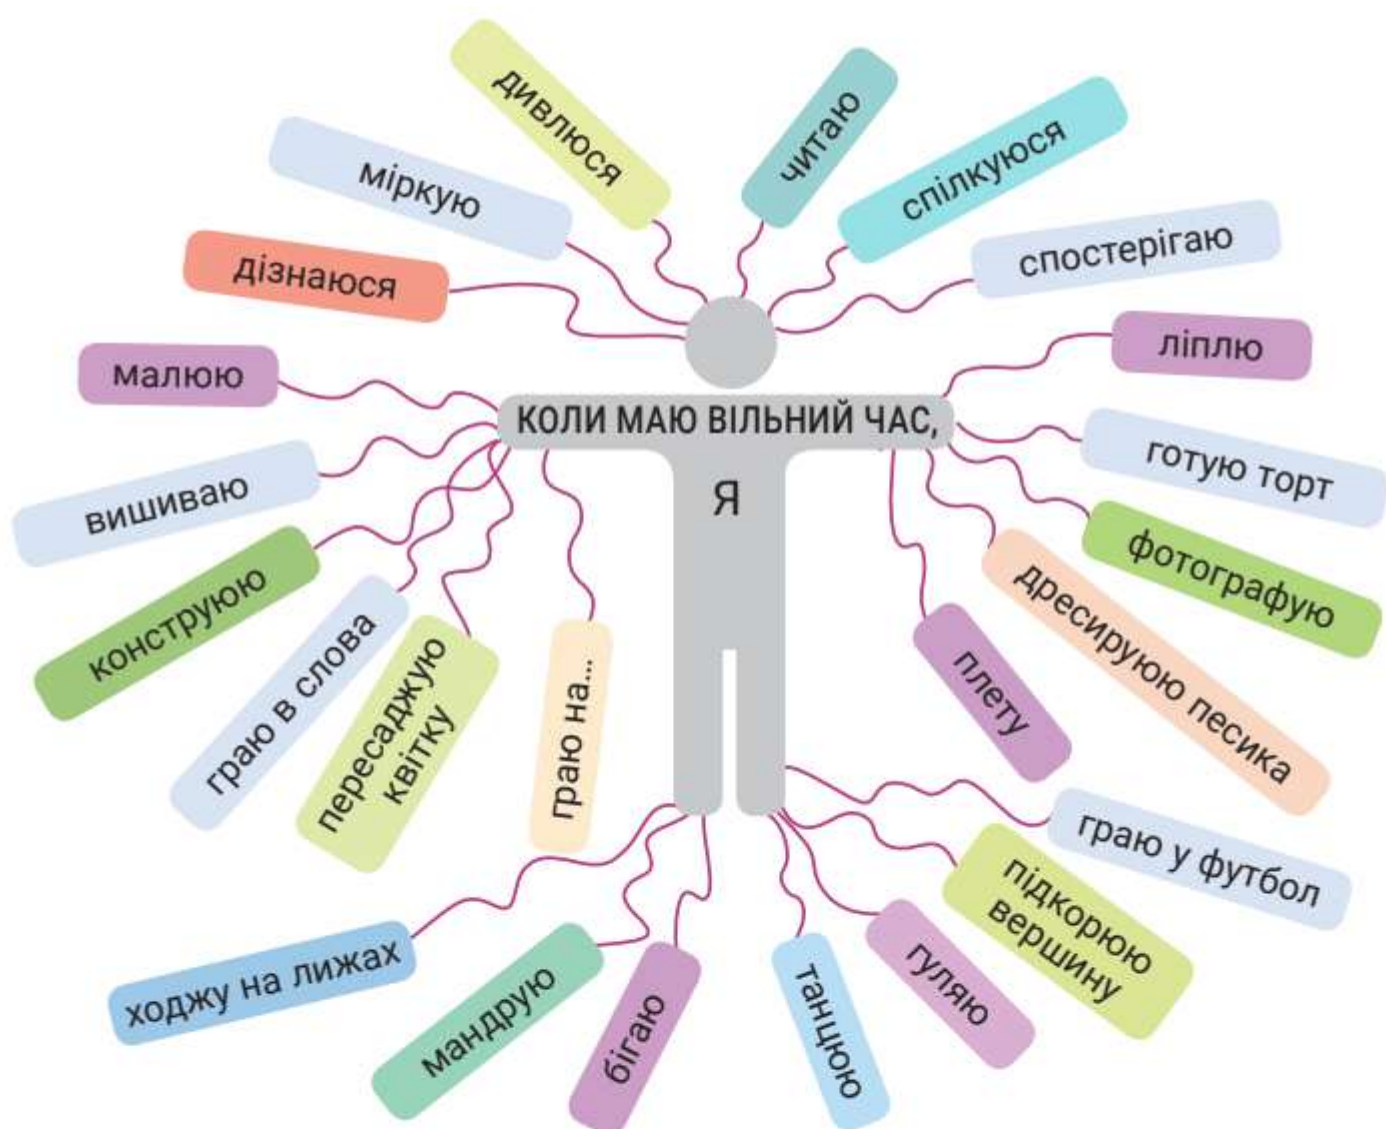 дивлюся
читаю
міркую
спілкуюся
дізнаюся
спостерігаю
малюю
ліплю
КОЛИ МАЮ ВІЛЬНИЙ ЧАС,
Я
вишиваю
готую торт
конструюю
фотографую
граю в слова
дресирую песика
пересаджую
квітку
граю на...
плету
граю у футбол
підкорюю
вершину
ходжу на лижах
мандрую
бігаю
танцюю
гуляю